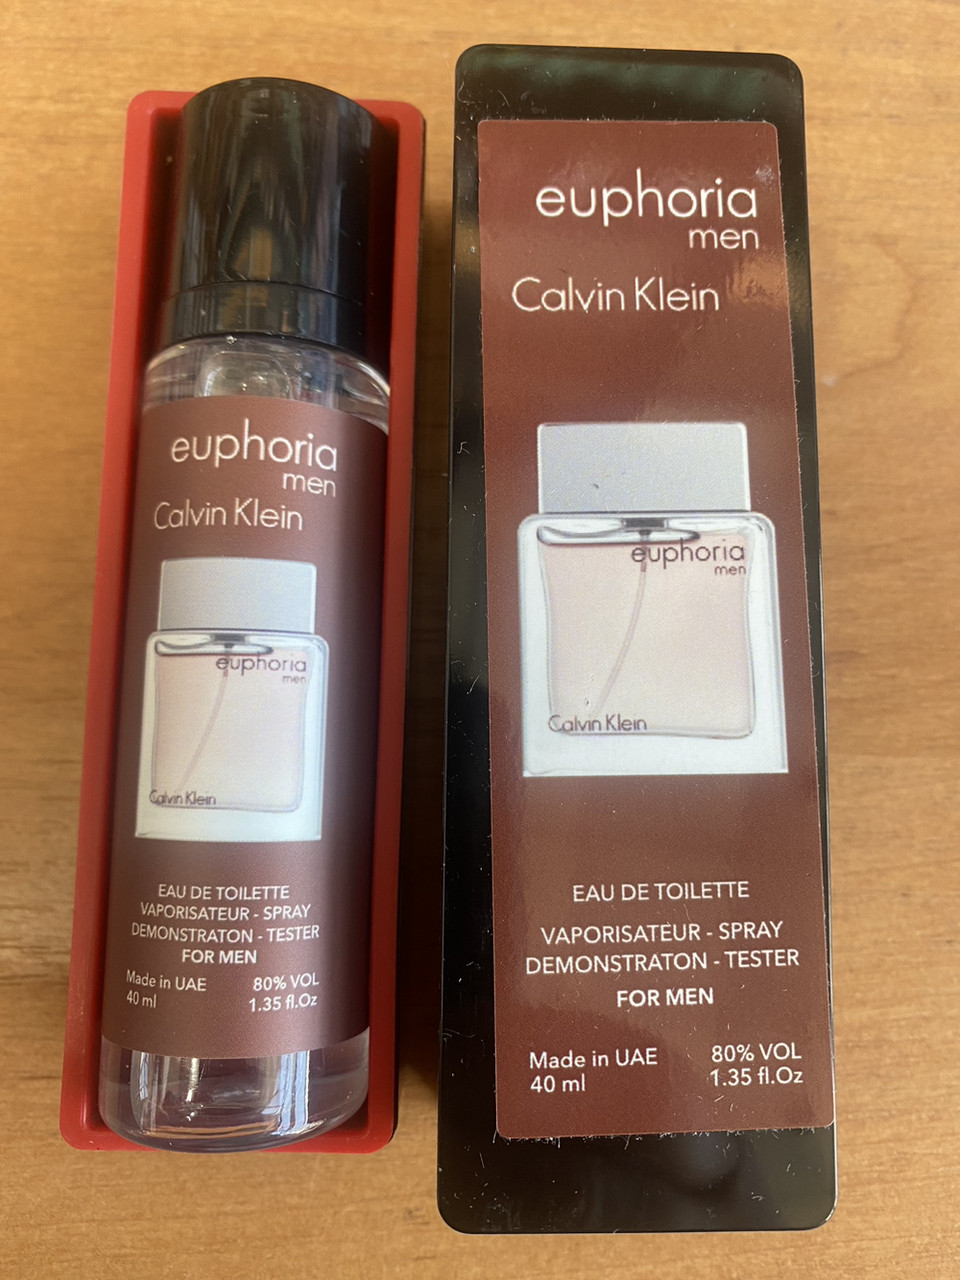 euphoria
men
Calvin Klein
euphoria
men
Calvin Klein
EAU DE TOILETTE
VAPORISATEUR - SPRAY
DEMONSTRATON - TESTER
FOR MEN
Made in UAE 80% VOL
40 ml 1.35 fl.Oz
euphoria
men
Calvin Klein
euphoria
men
Calvin Klein
EAU DE TOILETTE
VAPORISATEUR - SPRAY
DEMONSTRATON - TESTER
FOR MEN
Made in UAE 80% VOL
40 ml 1.35 fl.Oz